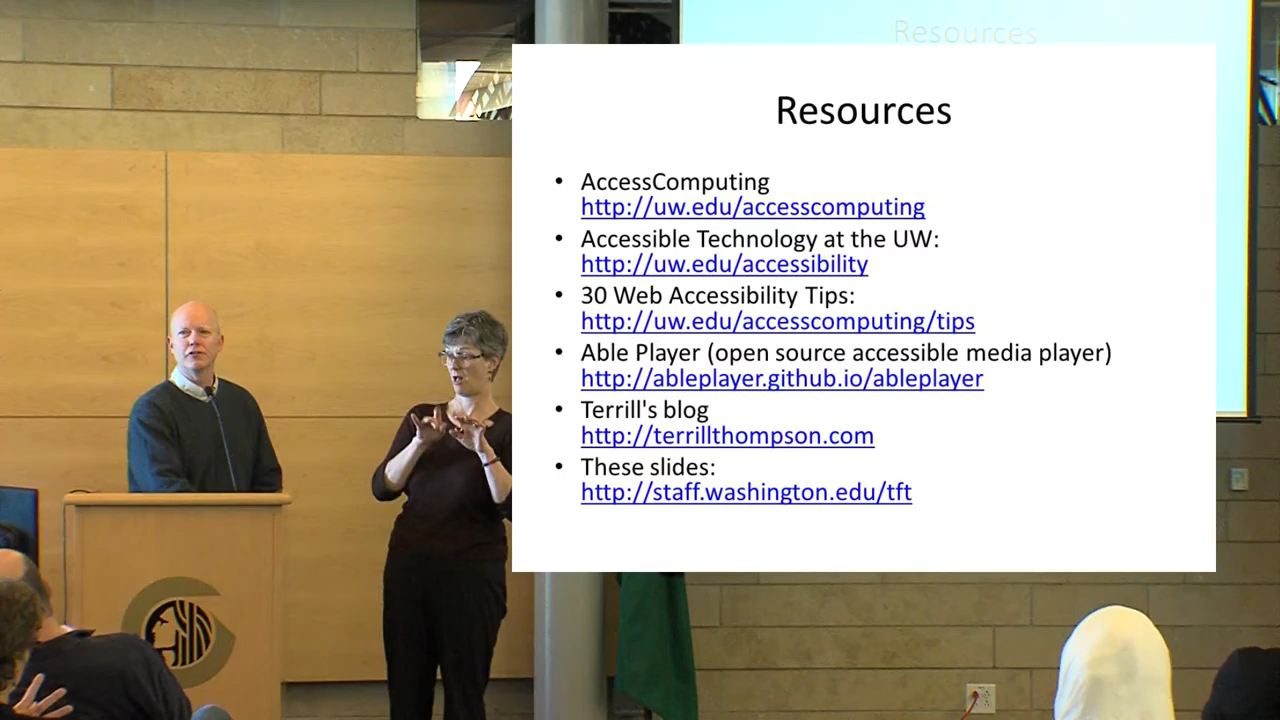 Resources
Resources
• AccessComputing
http://uw.edu/accesscomputing
• Accessible Technology at the UW:
http://uw.edu/accessibility
• 30 Web Accessibility Tips:
http://uw.edu/accesscomputing/tips
• Able Player (open source accessible media player)
http://ableplayer.github.io/ableplayer
• Terrill's blog
http://terrillthompson.com
• These slides:
http://staff.washington.edu/tft